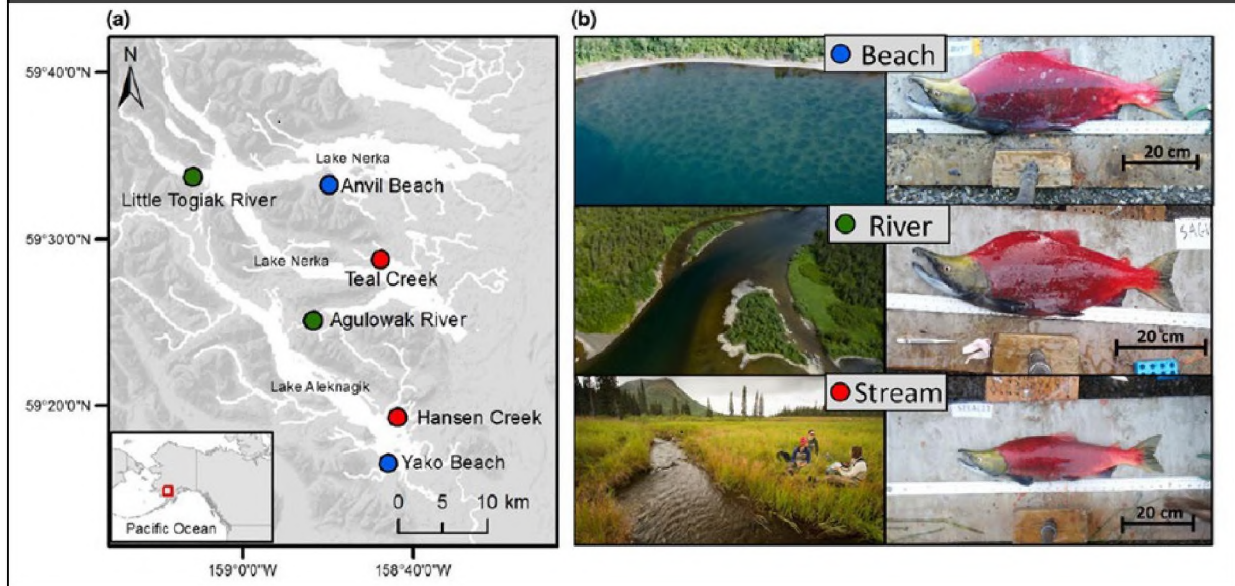 (a)
N
59°40'0"N
59°30'0"N
59°20'0"N
Lake Nerka
Anvil Beach
Little Togiak River
Lake Nerka
Teal Creek
Agulowak River
Lake Aleknagik
Hansen Creek
Yako Beach
0 5 10 km
Pacific Ocean
159°0'0"W
158°40'0"W
(b)
Beach
20 cm
River
20 cm
Stream
20 cm